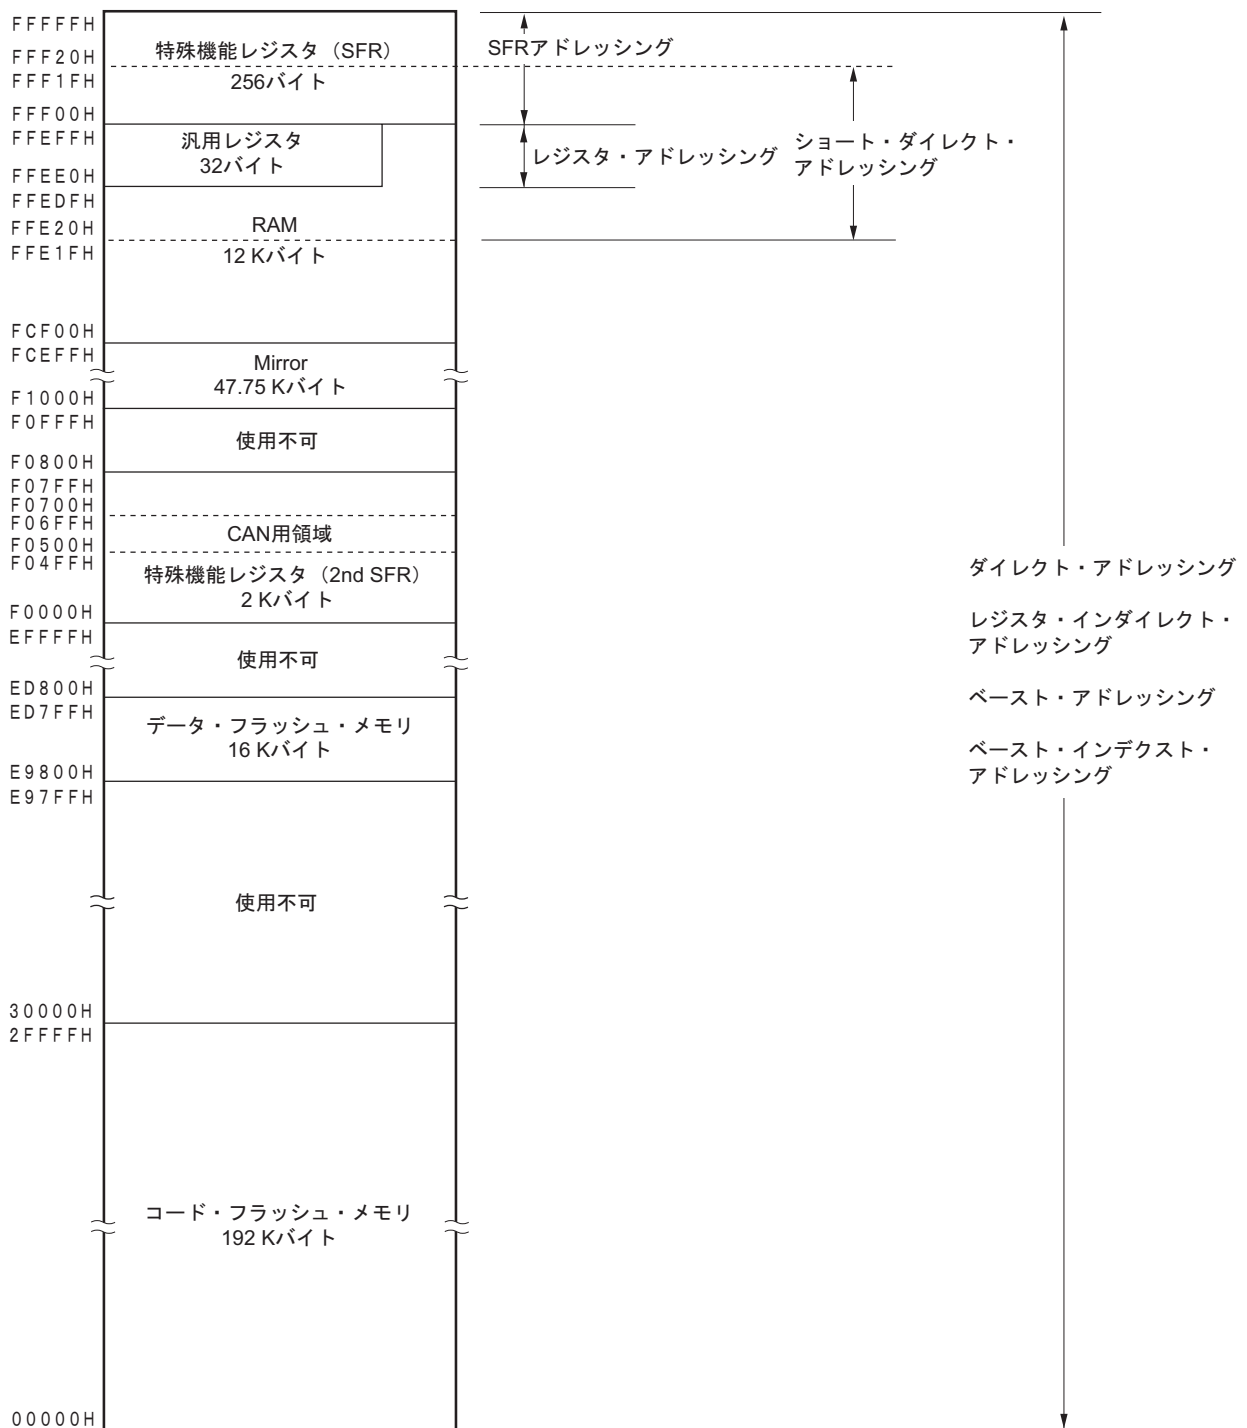 FFFFFH
特殊機能レジスタ（SFR）
256バイト
SFRアドレッシング
FFF20H
FFF1FH
FFF00H
FFEFFH
汎用レジスタ
32バイト
レジスタ・アドレッシング
ショート・ダイレクト・
アドレッシング
FFEE0H
FFEDFH
FFE20H
RAM
FFE1FH
12 Kバイト
FCF00H
FCEFFH
Mirror
47.75 Kバイト
F1000H
F0FFFH
使用不可
F0800H
F07FFH
F0700H
F06FFH
CAN用領域
F0500H
F04FFH
特殊機能レジスタ（2nd SFR）
2 Kバイト
ダイレクト・アドレッシング
レジスタ・インダイレクト・
アドレッシング
ベースト・アドレッシング
ベースト・インデクスト・
アドレッシング
F0000H
EFFFFH
使用不可
ED800H
ED7FFH
データ・フラッシュ・メモリ
16 Kバイト
E9800H
E97FFH
使用不可
30000H
2FFFFH
コード・フラッシュ・メモリ
192 Kバイト
00000H